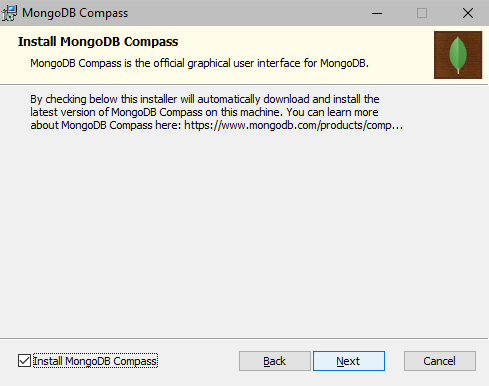 MongoDB Compass
Install MongoDB Compass
MongoDB Compass is the official graphical user interface for MongoDB.
By checking below this installer will automatically download and install the
latest version of MongoDB Compass on this machine. You can learn more
about MongoDB Compass here: https://www.mongodb.com/products/comp...
Install MongoDB Compass
Back
Next
Cancel